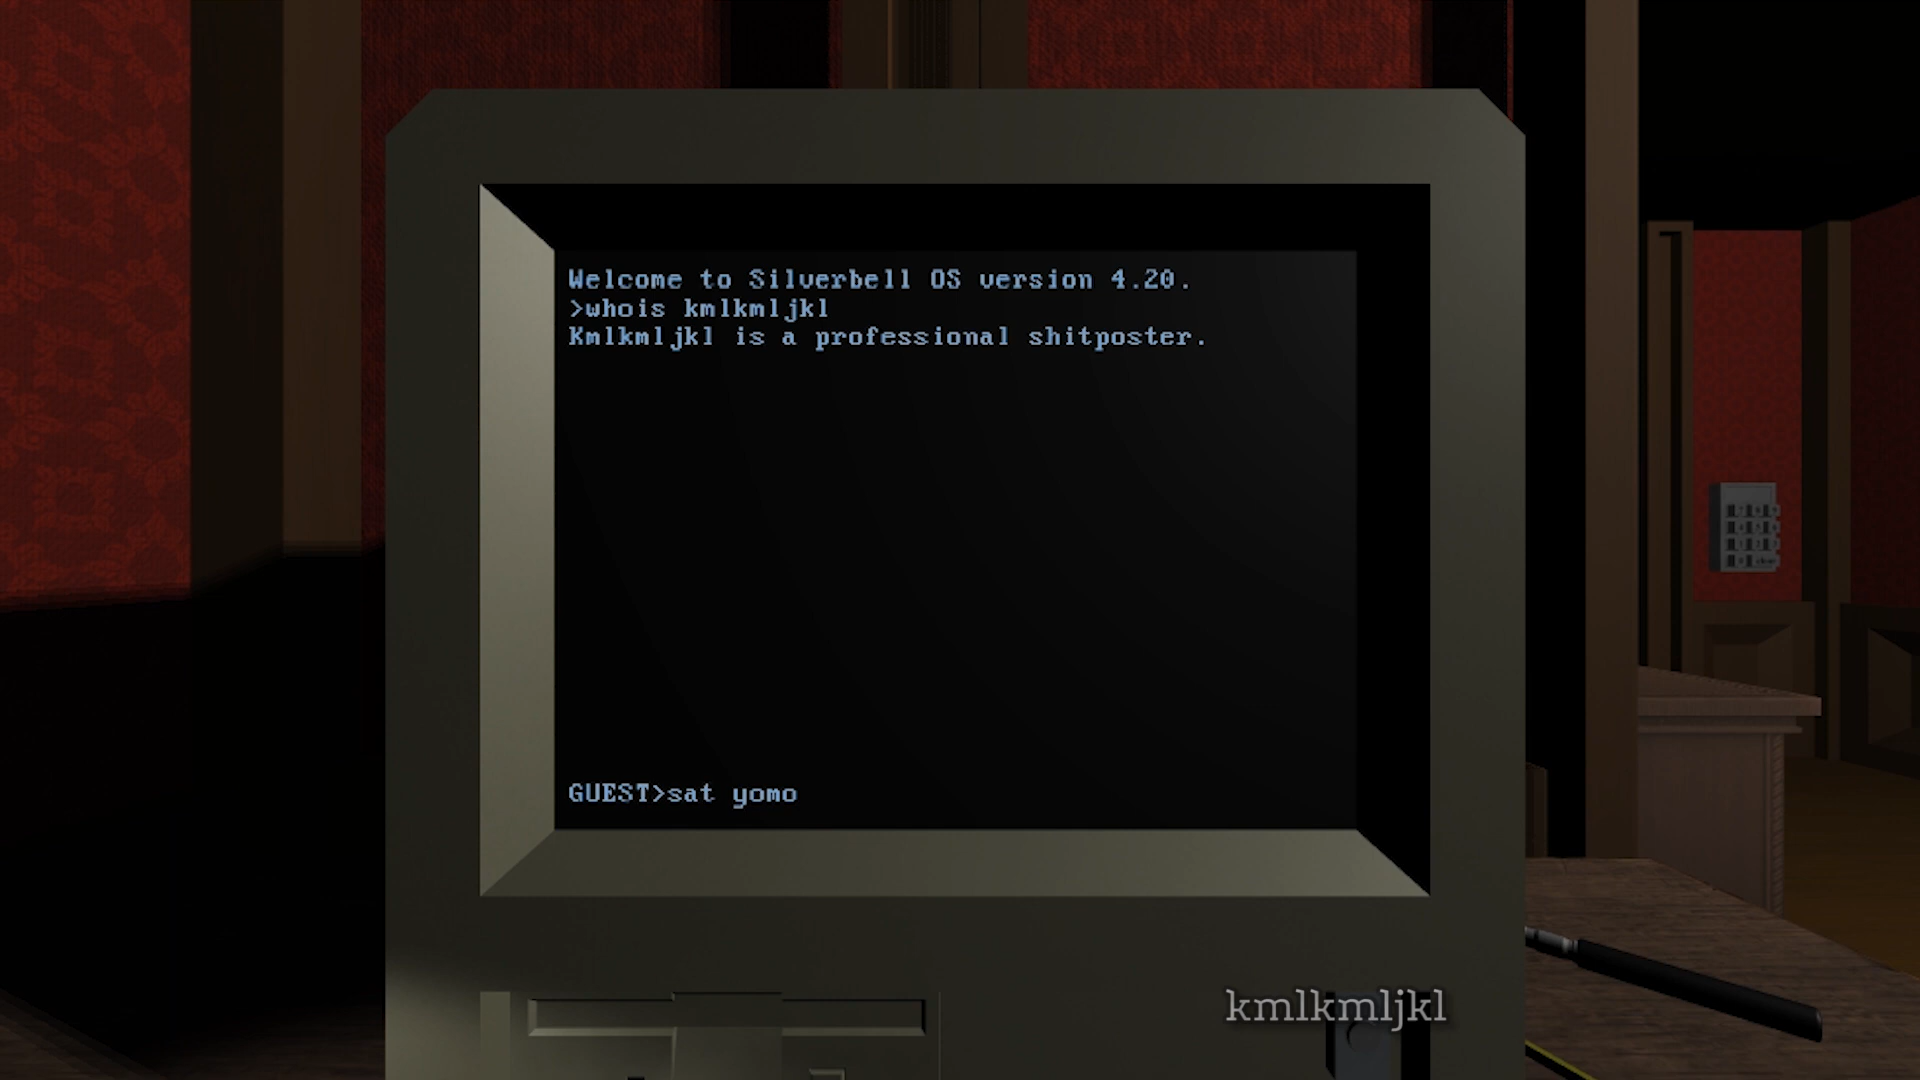 Welcome to Silverbell OS version 4.20.
>whois kmlkmljkl
Kmlkmljkl is a professional shitposter.
GUEST>sat yomo
kmlkmljkl